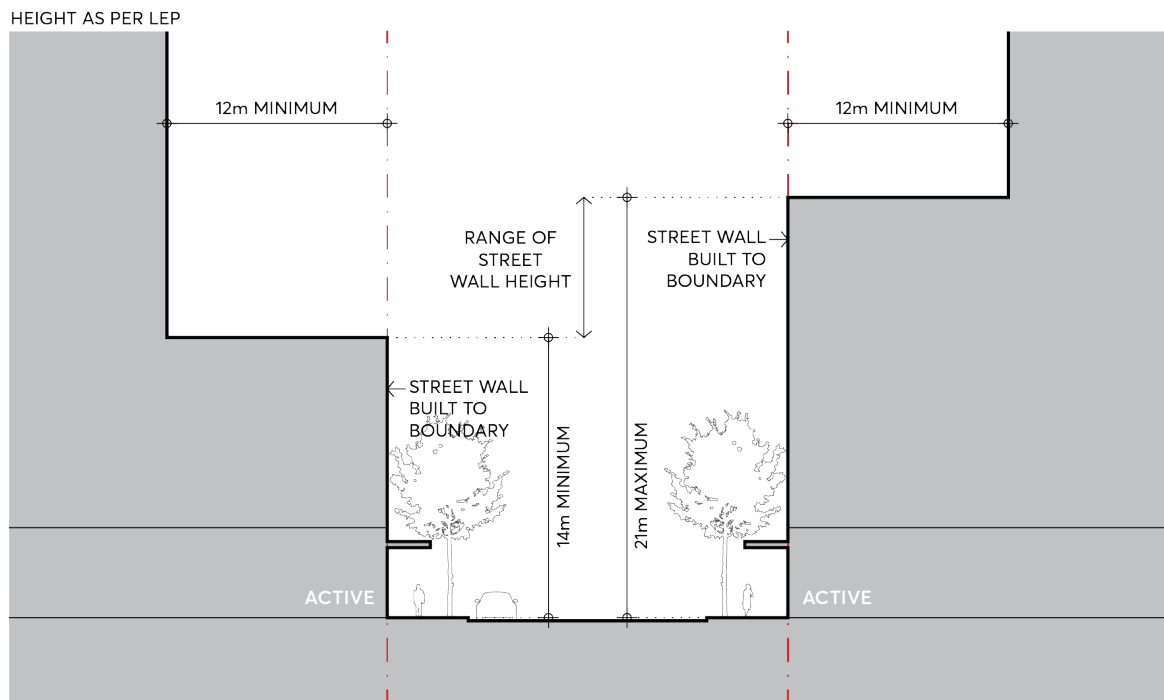 HEIGHT AS PER LEP
12m MINIMUM
12m MINIMUM
RANGE OF
STREET
WALL HEIGHT
STREET WALL
BUILT TO
BOUNDARY
STREET WALL
BUILT TO
BOUNDARY
14m MINIMUM
21m MAXIMUM
ACTIVE
ACTIVE